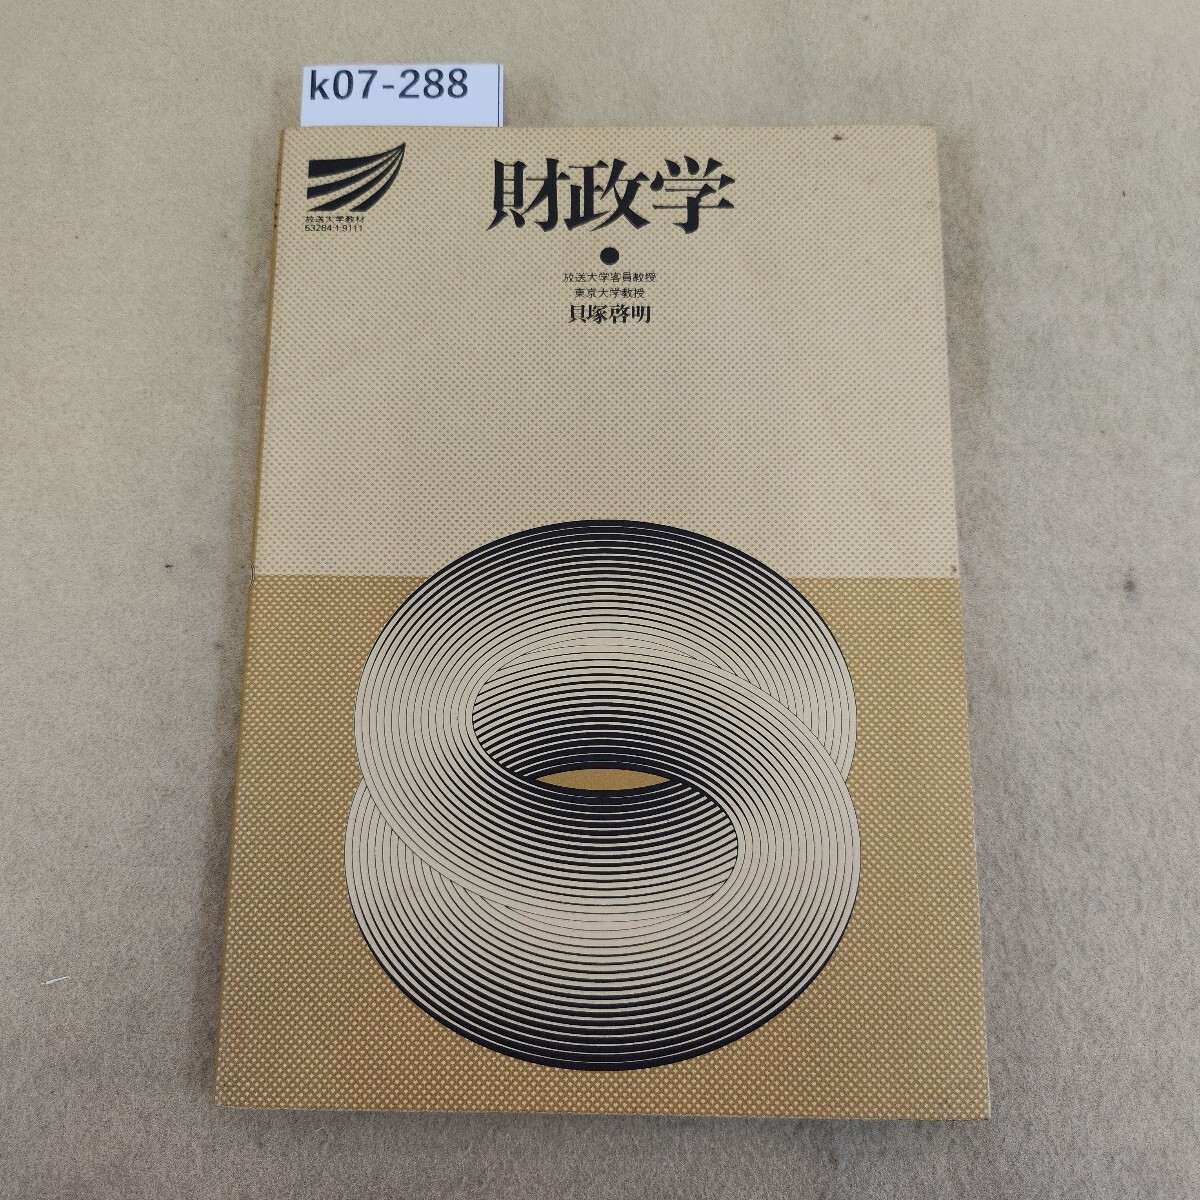 k07-288
放送大学教材
53284-1-9111
財政学
放送大学客員教授
東京大学教授
貝塚啓明